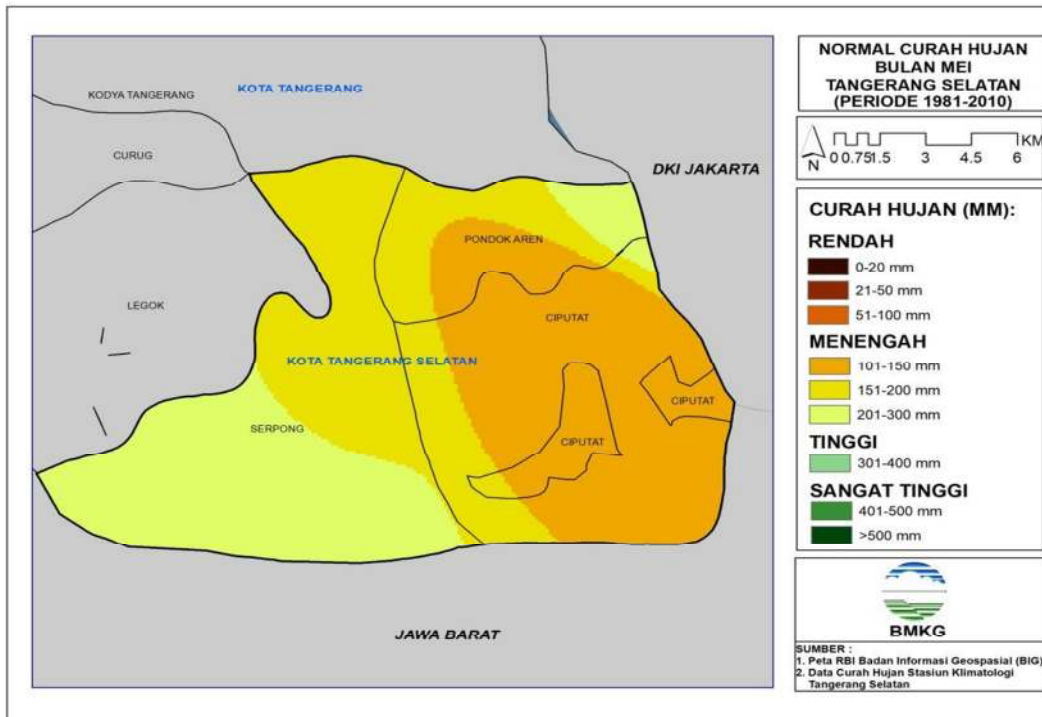 NORMAL CURAH HUJAN
BULAN MEI
TANGERANG SELATAN
(PERIODE 1981-2010)
N
0 0.75 1.5 3 4.5 6
KM
KOTA TANGERANG
KODYA TANGERANG
CURUG
DKI JAKARTA
PONDOK AREN
LEGOK
CIPUTAT
KOTA TANGERANG SELATAN
CIPUTAT
SERPONG
CIPUTAT
JAWA BARAT
CURAH HUJAN (MM):
RENDAH
0-20 mm
21-50 mm
51-100 mm
MENENGAH
101-150 mm
151-200 mm
201-300 mm
TINGGI
301-400 mm
SANGAT TINGGI
401-500 mm
>500 mm
BMKG
SUMBER :
1. Peta RBI Badan Informasi Geospasial (BIG)
2. Data Curah Hujan Stasiun Klimatologi
Tangerang Selatan